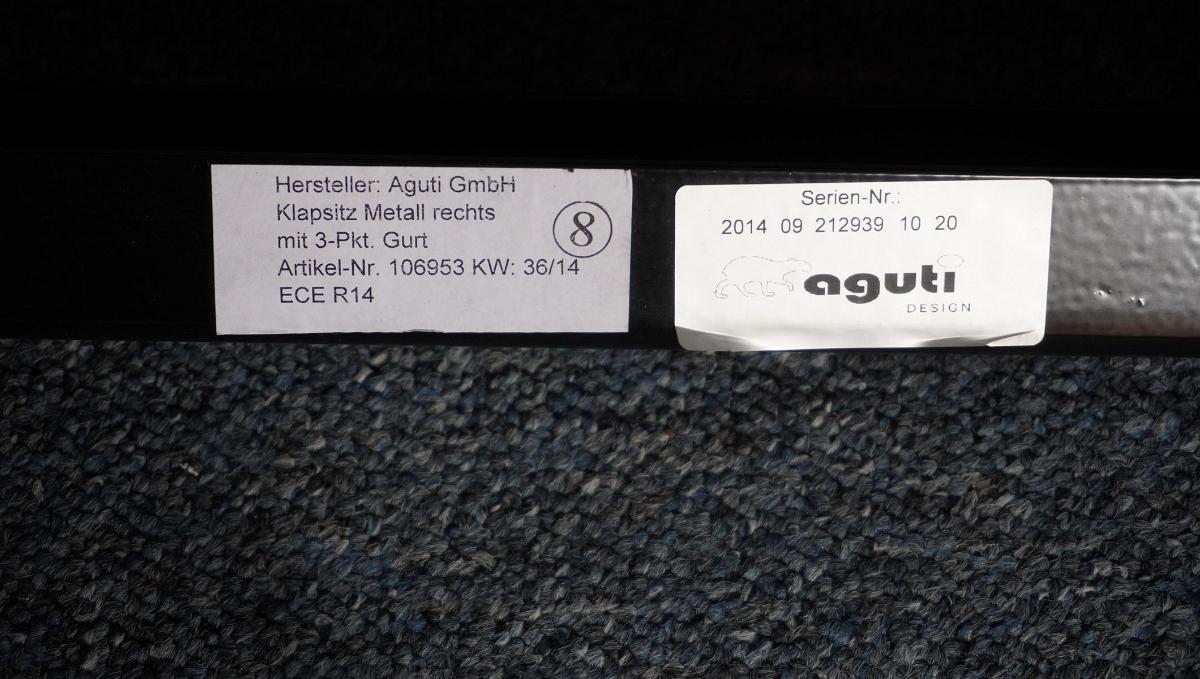 Hersteller: Aguti GmbH
Klapsitz Metall rechts
mit 3-Pkt. Gurt
Artikel-Nr. 106953 KW: 36/14
ECE R14
8
Serien-Nr.:
2014 09 212939 10 20
aguti
DESIGN